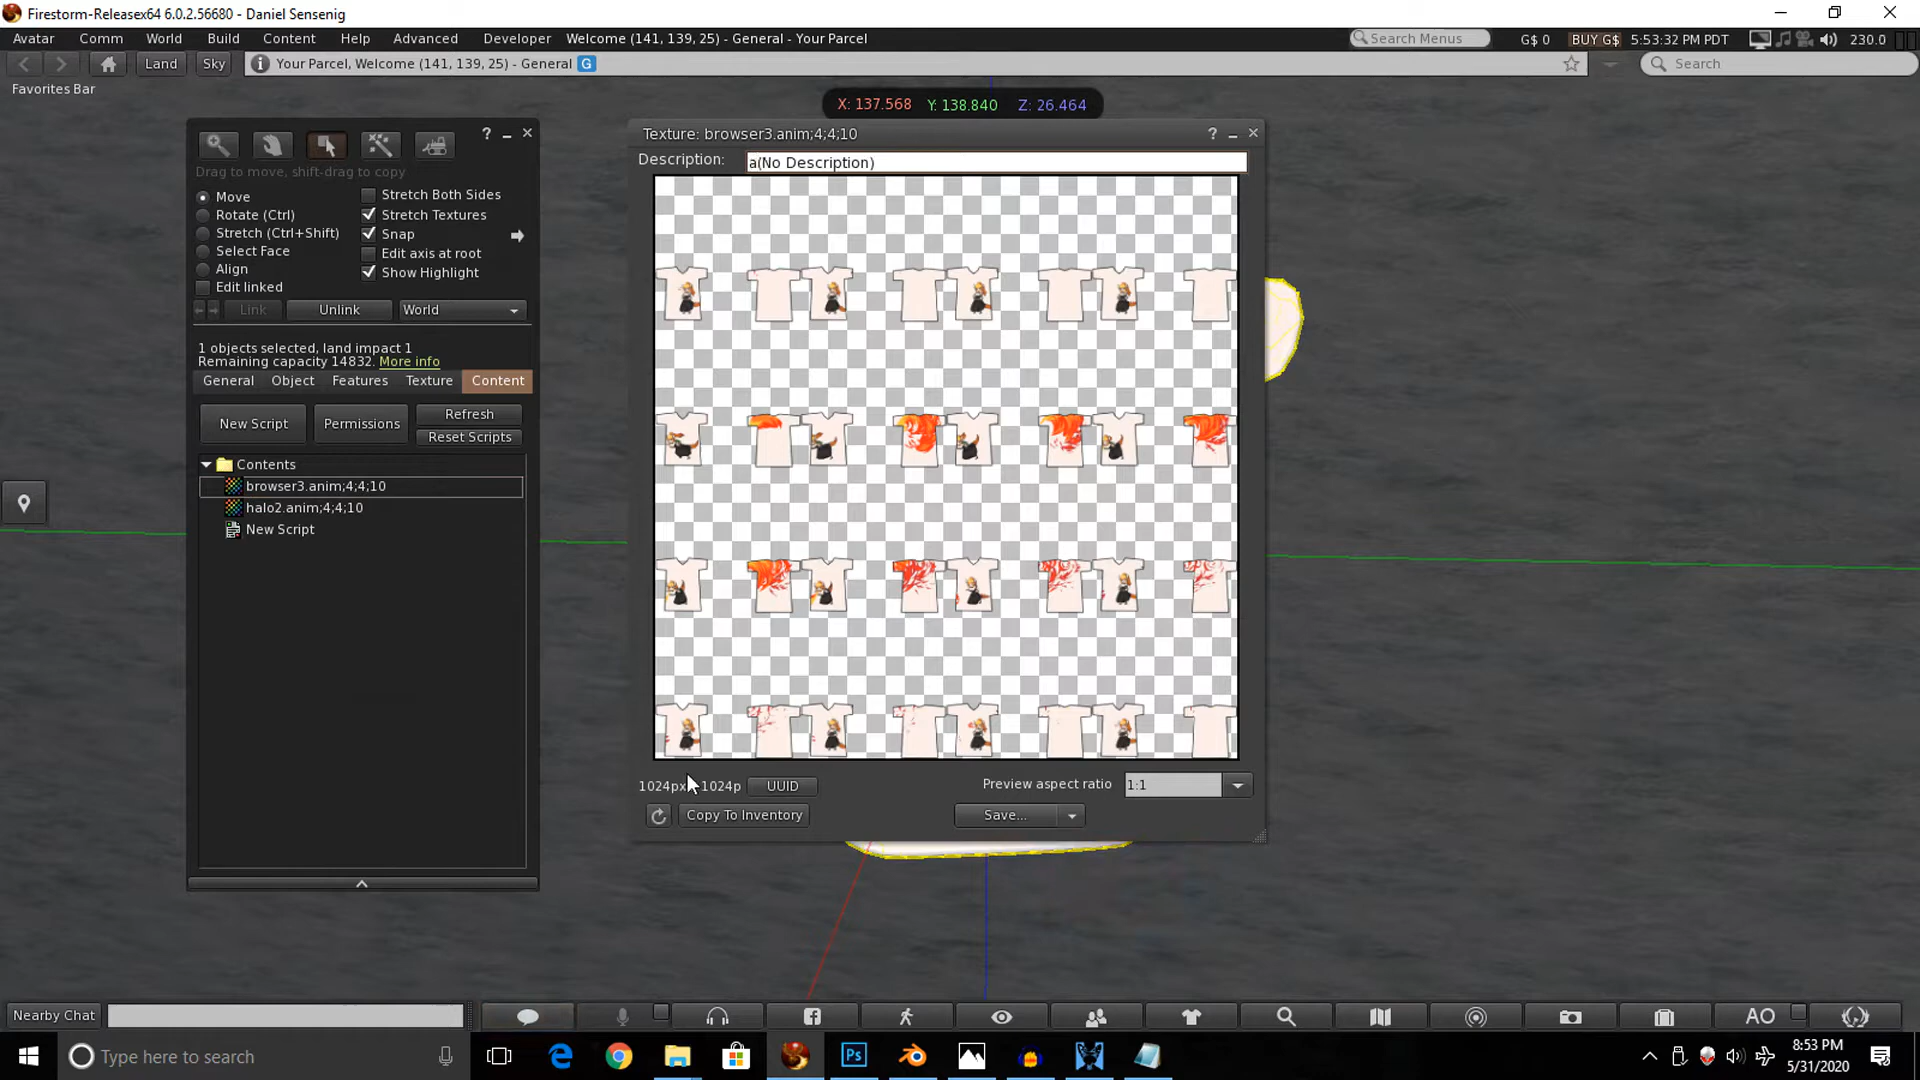 Firestorm-Releasex64 6.0.2.56680 - Daniel Sensenig
Avatar Comm World Build Content Help Advanced Developer Welcome (141, 139, 25) - General - Your Parcel Search Menus G$ 0 BUY G$ 5:53:32 PM PDT 230.0
Land Sky Your Parcel, Welcome (141, 139, 25) - General G Search
Favorites Bar
X: 137.568 Y: 138.840 Z: 26.464
?
Drag to move, shift-drag to copy
Move
Rotate (Ctrl)
Stretch (Ctrl+Shift)
Select Face
Align
Edit linked
Stretch Both Sides
Stretch Textures
Snap
Edit axis at root
Show Highlight
Link Unlink World
1 objects selected, land impact 1
Remaining capacity 14832. More info
General Object Features Texture Content
New Script Permissions Refresh
Reset Scripts
Contents
browser3.anim;4;4;10
halo2.anim;4;4;10
New Script
Texture: browser3.anim;4;4;10 ?
Description: a(No Description)
1024px 1024p UUID Preview aspect ratio 1:1
Copy To Inventory Save...
Nearby Chat AO
Type here to search Ps 8:53 PM
5/31/2020